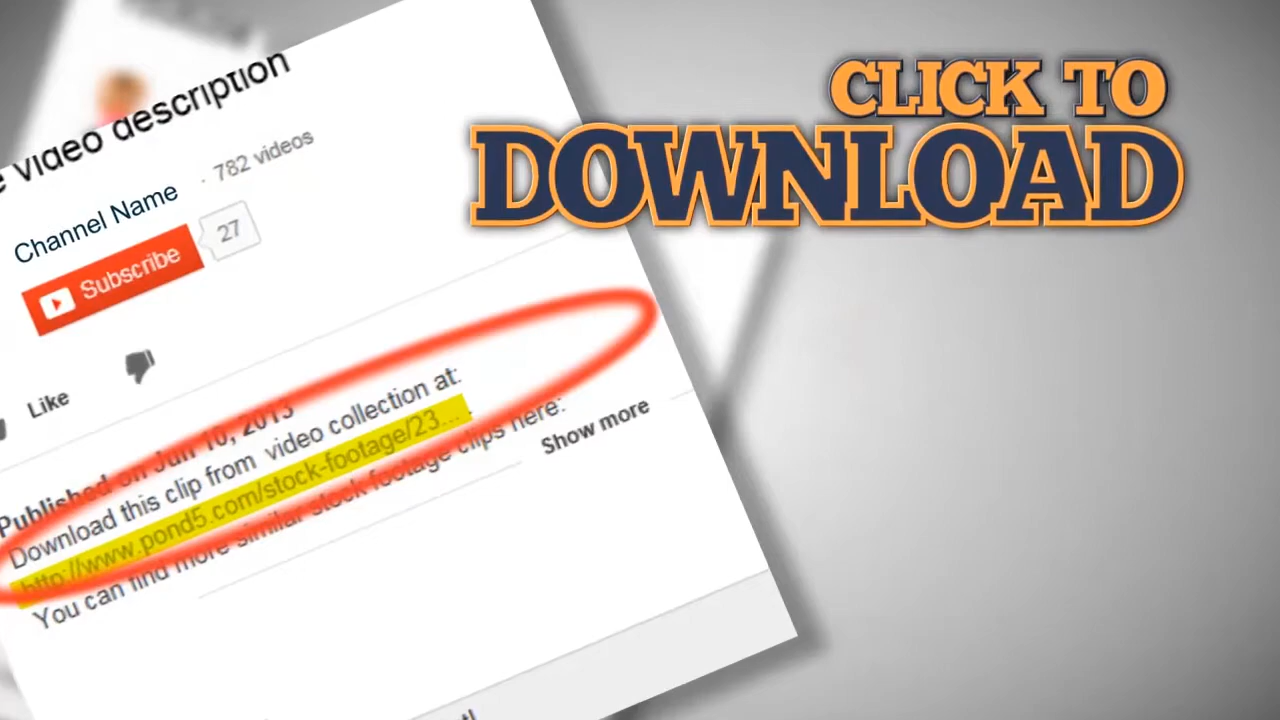 CLICK TO
DOWNLOAD
e video description
Channel Name · 782 videos
Subscribe 27
Like
Published on Jun 10, 2013
Download this clip from video collection at:
http://www.pond5.com/stock-footage/23... .
You can find more similar stock footage clips here:
Show more